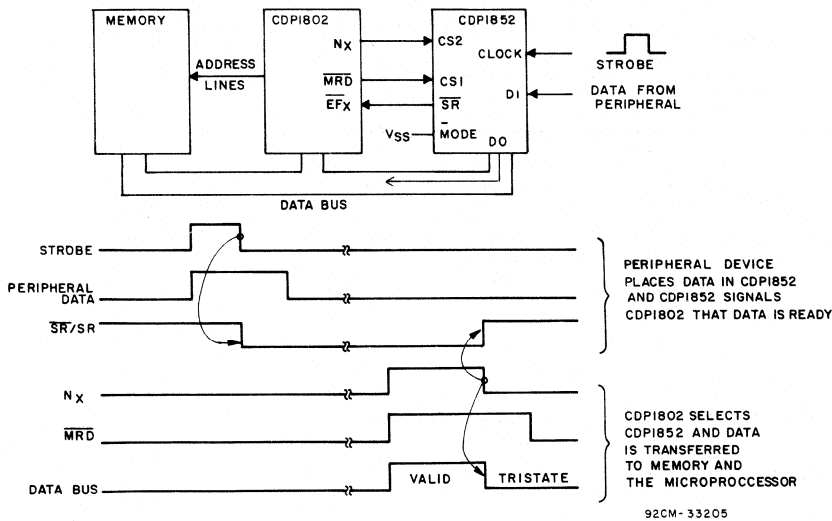 MEMORY
ADDRESS
LINES
CDP1802
NX
MRD
EFX
CDP1852
CS2
CLOCK
CS1
DI
SR
MODE
VSS
DO
STROBE
DATA FROM
PERIPHERAL
DATA BUS
STROBE
PERIPHERAL
DATA
SR/SR
PERIPHERAL DEVICE
PLACES DATA IN CDP1852
AND CDP1852 SIGNALS
CDP1802 THAT DATA IS READY
NX
MRD
DATA BUS
VALID
TRISTATE
CDP1802 SELECTS
CDP1852 AND DATA
IS TRANSFERRED
TO MEMORY AND
THE MICROPROCCESSOR
92CM-33205